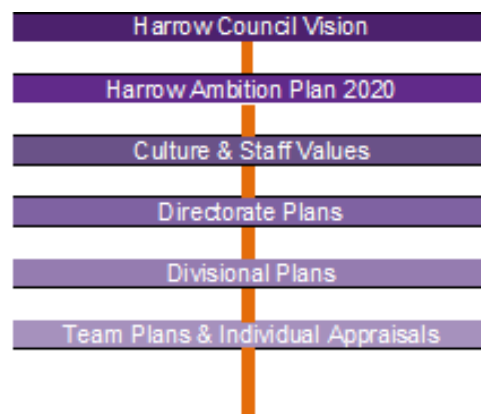 Harrow Council Vision
Harrow Ambition Plan 2020
Culture & Staff Values
Directorate Plans
Divisional Plans
Team Plans & Individual Appraisals